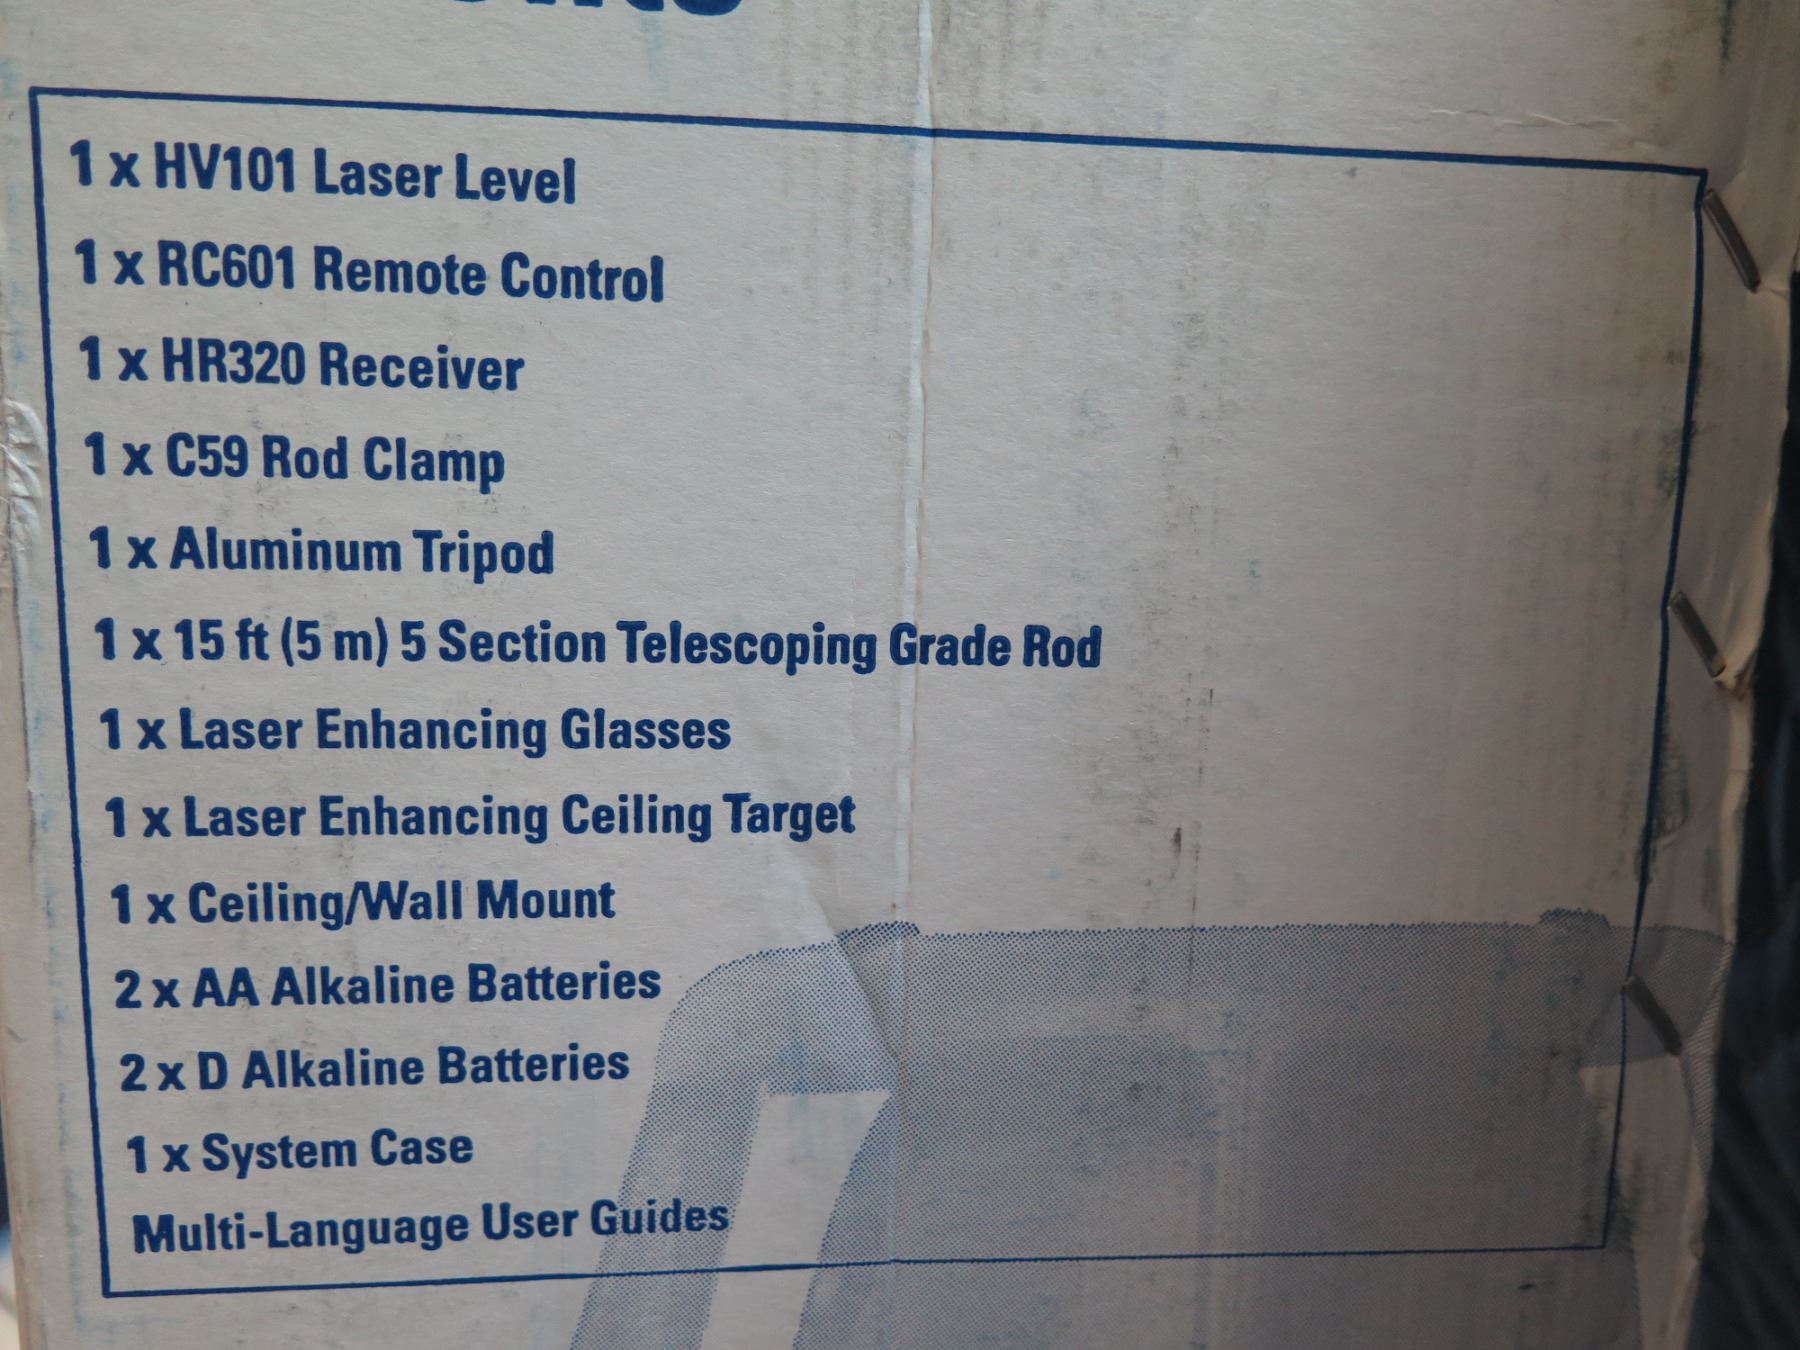 1 x HV101 Laser Level
1 x RC601 Remote Control
1 x HR320 Receiver
1 x C59 Rod Clamp
1 x Aluminum Tripod
1 x 15 ft (5 m) 5 Section Telescoping Grade Rod
1 x Laser Enhancing Glasses
1 x Laser Enhancing Ceiling Target
1 x Ceiling/Wall Mount
2 x AA Alkaline Batteries
2 x D Alkaline Batteries
1 x System Case
Multi-Language User Guides